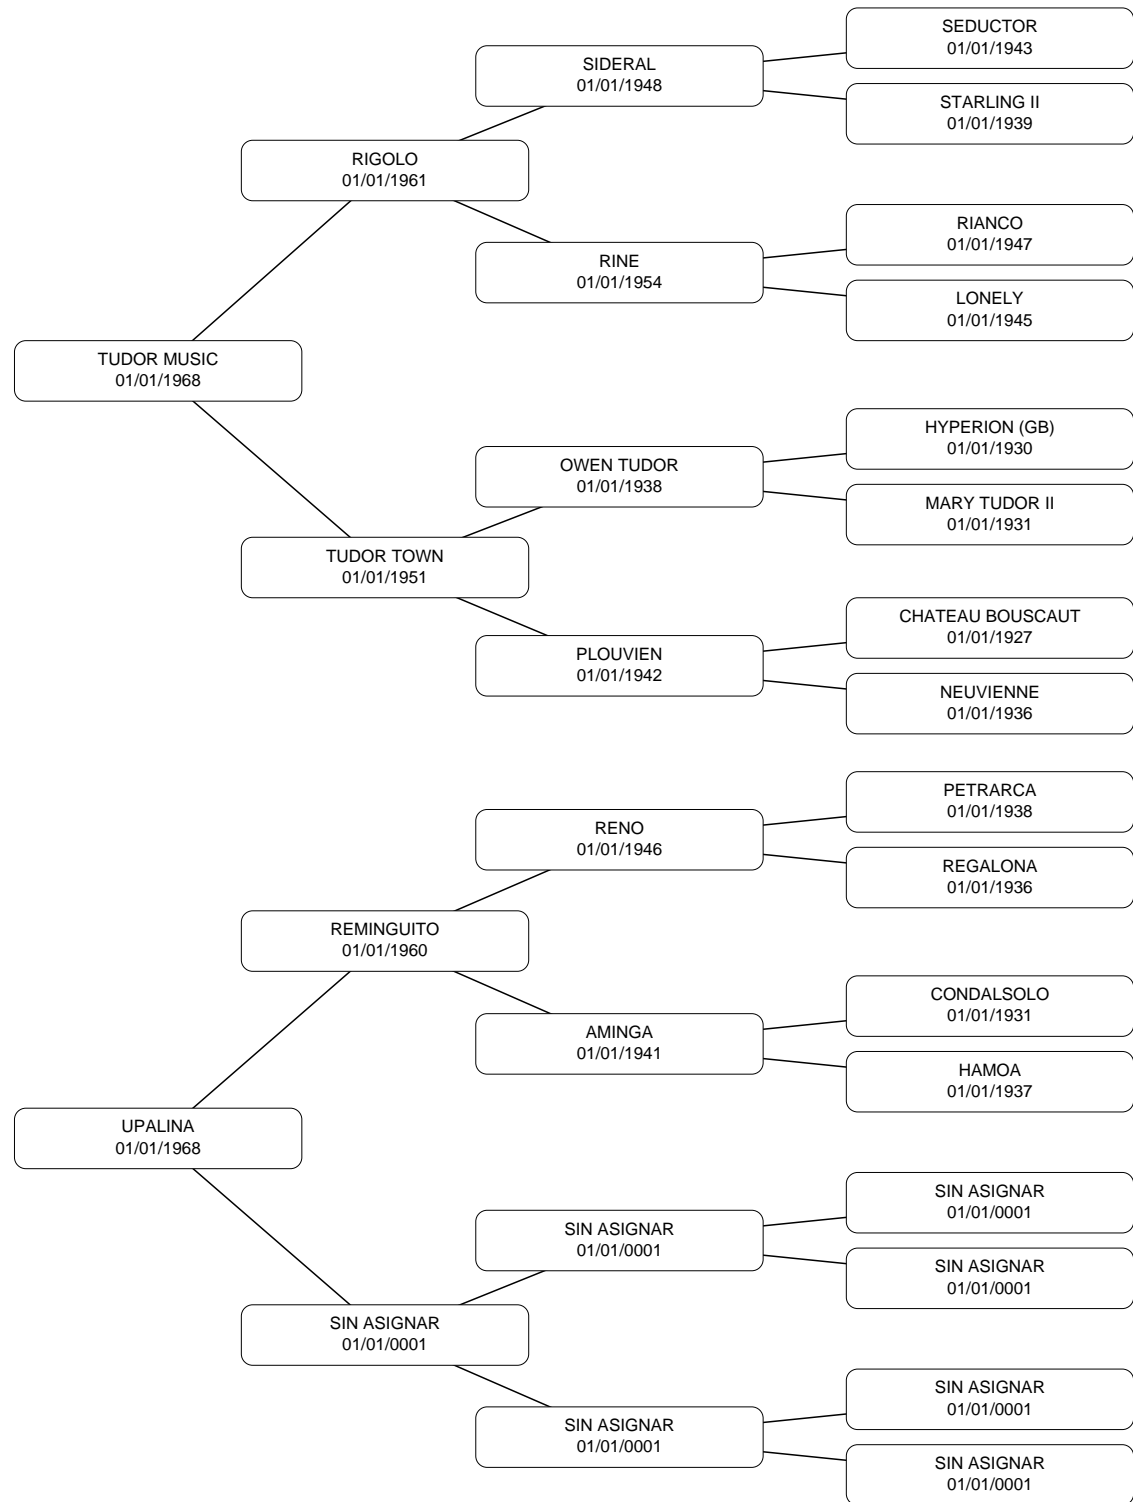 SEDUCTOR
01/01/1943
SIDERAL
01/01/1948
STARLING II
01/01/1939
RIGOLO
01/01/1961
RIANCO
01/01/1947
RINE
01/01/1954
LONELY
01/01/1945
TUDOR MUSIC
01/01/1968
HYPERION (GB)
01/01/1930
OWEN TUDOR
01/01/1938
MARY TUDOR II
01/01/1931
TUDOR TOWN
01/01/1951
CHATEAU BOUSCAUT
01/01/1927
PLOUVIEN
01/01/1942
NEUVIENNE
01/01/1936
PETRARCA
01/01/1938
RENO
01/01/1946
REGALONA
01/01/1936
REMINGUITO
01/01/1960
CONDALSOLO
01/01/1931
AMINGA
01/01/1941
HAMOA
01/01/1937
UPALINA
01/01/1968
SIN ASIGNAR
01/01/0001
SIN ASIGNAR
01/01/0001
SIN ASIGNAR
01/01/0001
SIN ASIGNAR
01/01/0001
SIN ASIGNAR
01/01/0001
SIN ASIGNAR
01/01/0001
SIN ASIGNAR
01/01/0001